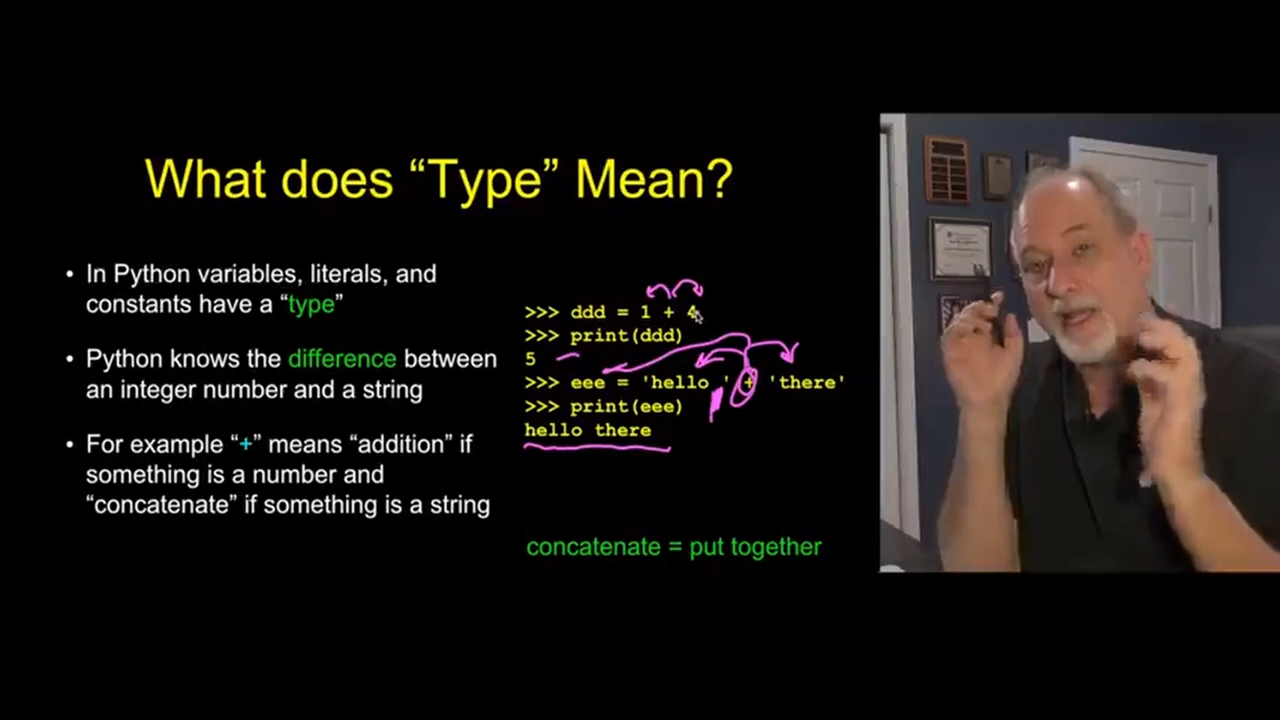 What does “Type” Mean?
• In Python variables, literals, and
constants have a “type”
• Python knows the difference between
an integer number and a string
• For example “+” means “addition” if
something is a number and
“concatenate” if something is a string
>>> ddd = 1 + 4
>>> print(ddd)
5
>>> eee = 'hello ' + 'there'
>>> print(eee)
hello there
concatenate = put together